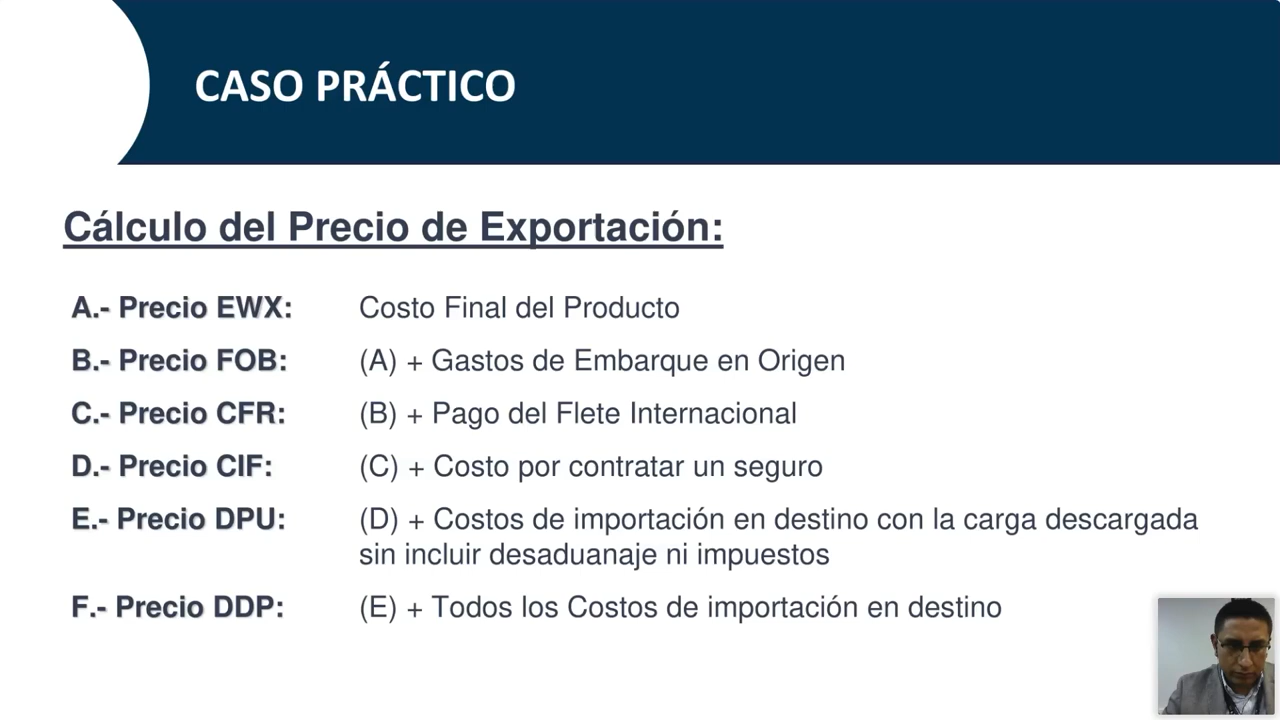 CASO PRÁCTICO
Cálculo del Precio de Exportación:
A.- Precio EWX: Costo Final del Producto
B.- Precio FOB: (A) + Gastos de Embarque en Origen
C.- Precio CFR: (B) + Pago del Flete Internacional
D.- Precio CIF: (C) + Costo por contratar un seguro
E.- Precio DPU: (D) + Costos de importación en destino con la carga descargada
sin incluir desaduanaje ni impuestos
F.- Precio DDP: (E) + Todos los Costos de importación en destino